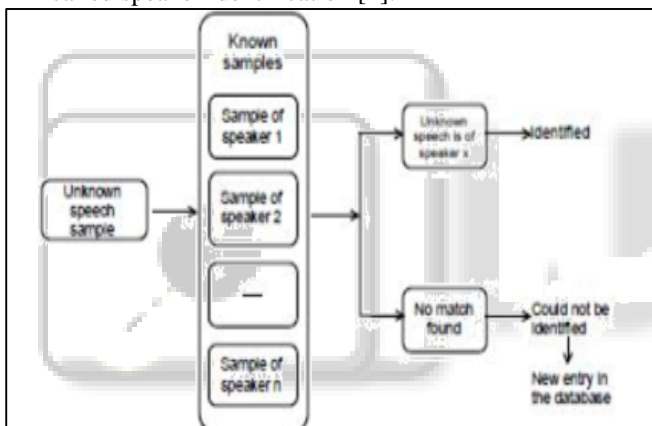 Known
samples
Sample of
speaker 1
Unknown
speech
sample
Sample of
speaker 2
—
Sample of
speaker n
Unknown
speech is of
speaker x
Identified
No match
found
Could not be
identified
New entry in
the database